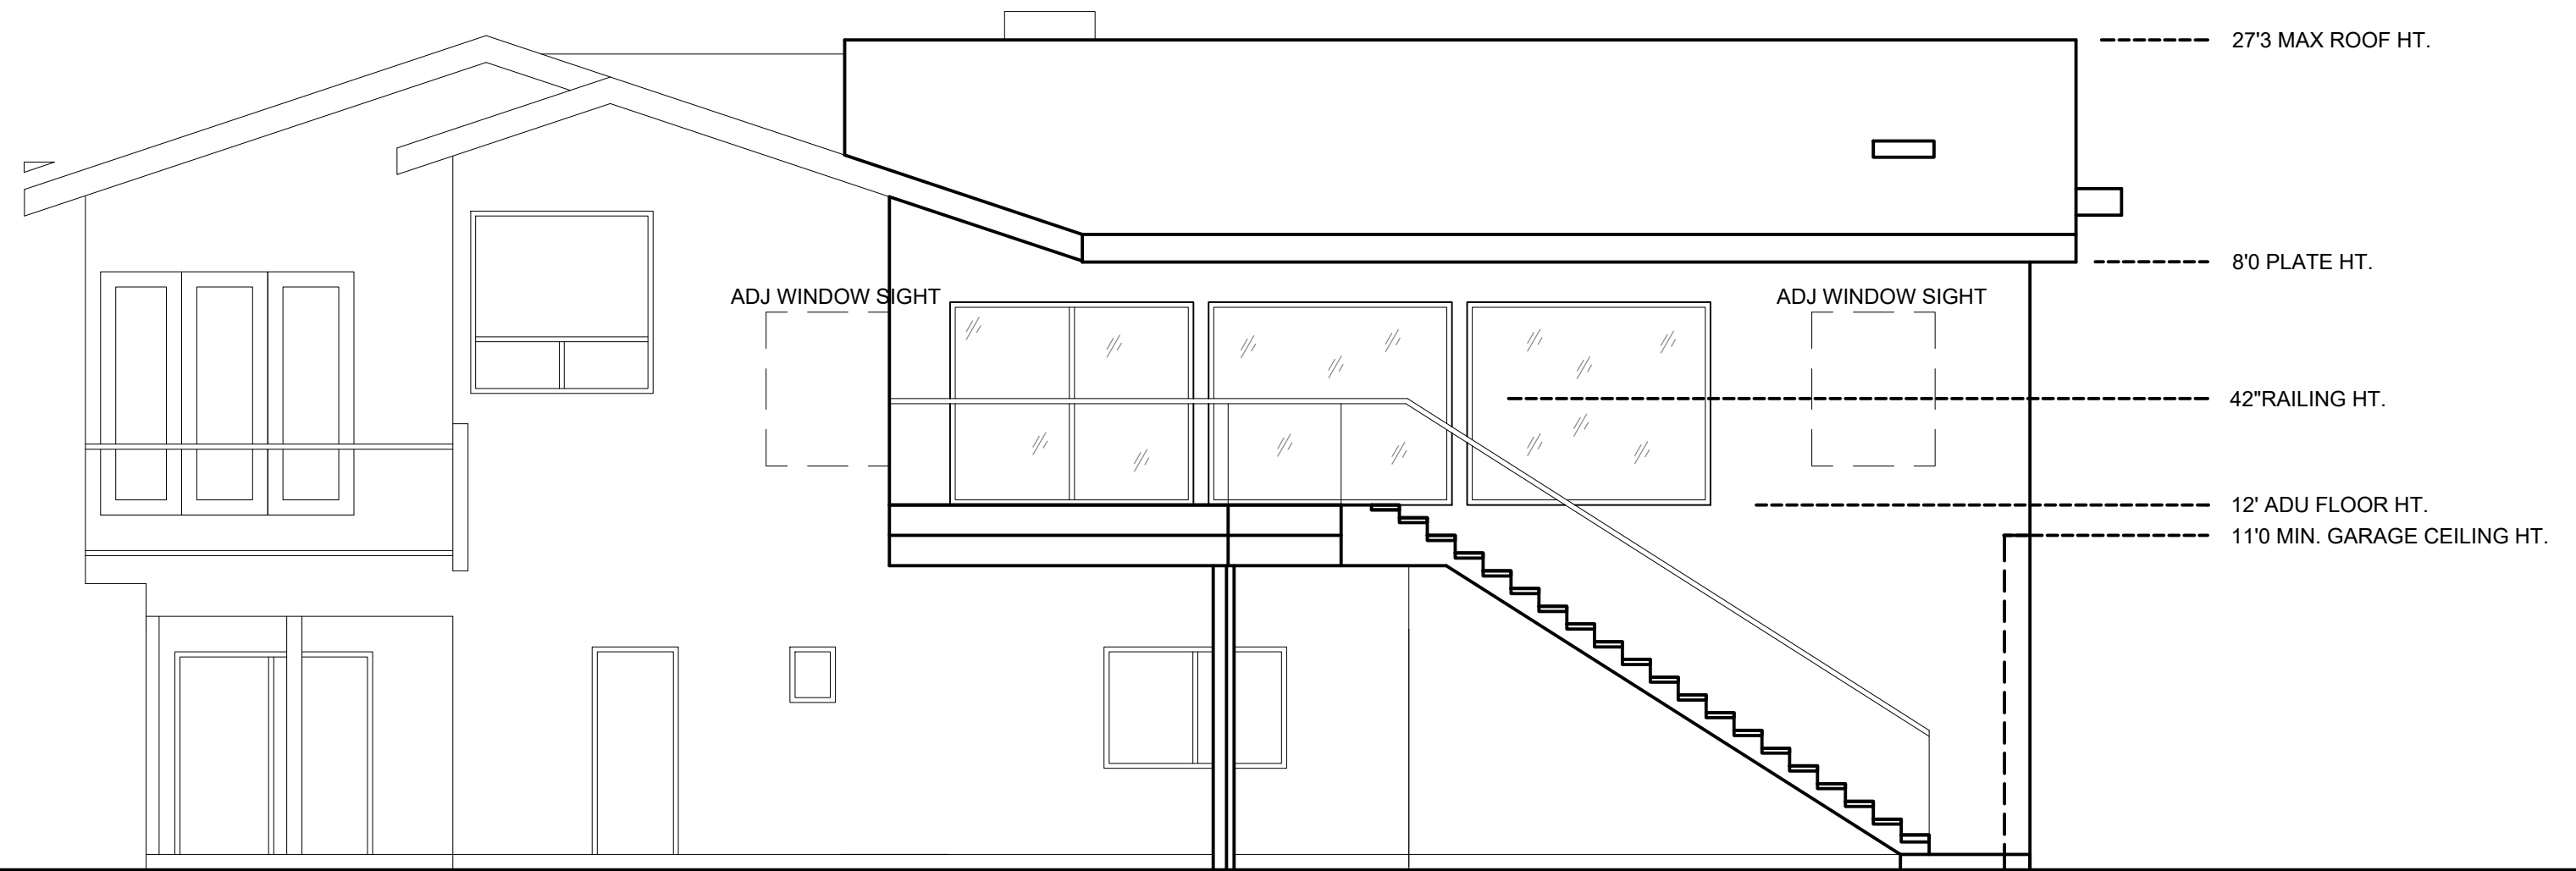 27'3 MAX ROOF HT.
8'0 PLATE HT.
ADJ WINDOW SIGHT
ADJ WINDOW SIGHT
42"RAILING HT.
12' ADU FLOOR HT.
11'0 MIN. GARAGE CEILING HT.